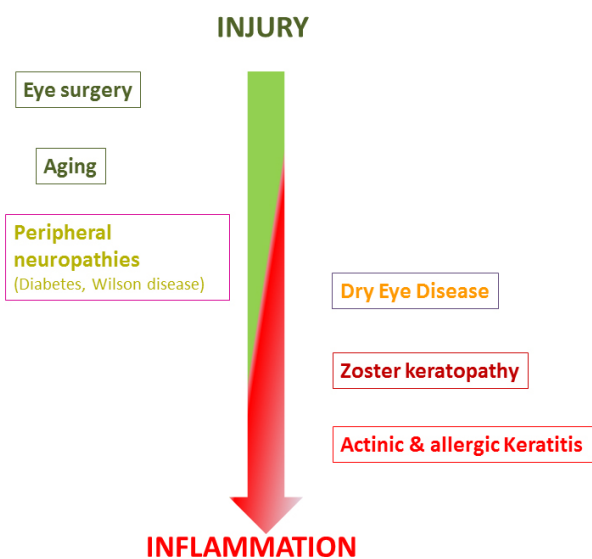 INJURY
Eye surgery
Aging
Peripheral
neuropathies
(Diabetes, Wilson disease)
Dry Eye Disease
Zoster keratopathy
Actinic & allergic Keratitis
INFLAMMATION